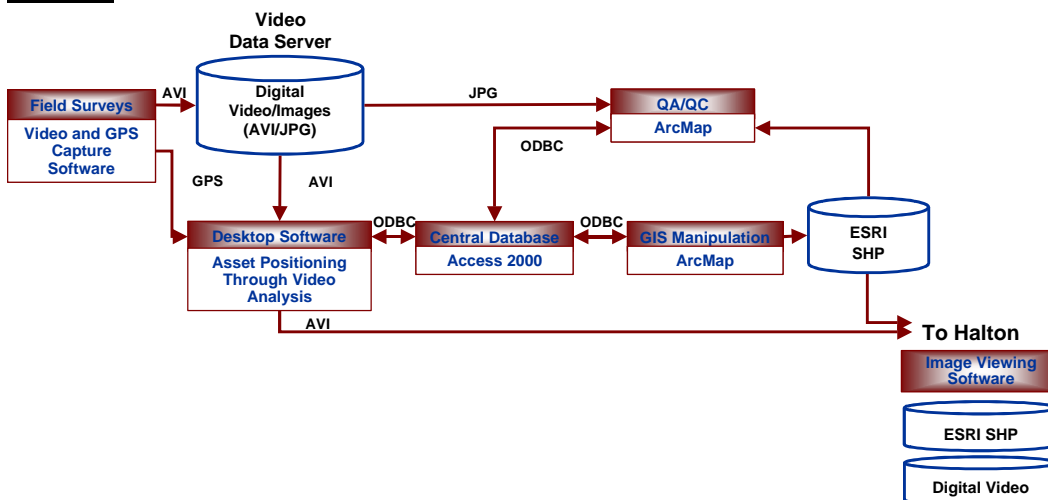 Video
Data Server
Digital
Video/Images
(AVI/JPG)
AVI
JPG
Field Surveys
Video and GPS
Capture
Software
QA/QC
ArcMap
ODBC
GPS
AVI
Desktop Software
Asset Positioning
Through Video
Analysis
ODBC
Central Database
Access 2000
ODBC
GIS Manipulation
ArcMap
ESRI
SHP
AVI
To Halton
Image Viewing
Software
ESRI SHP
Digital Video